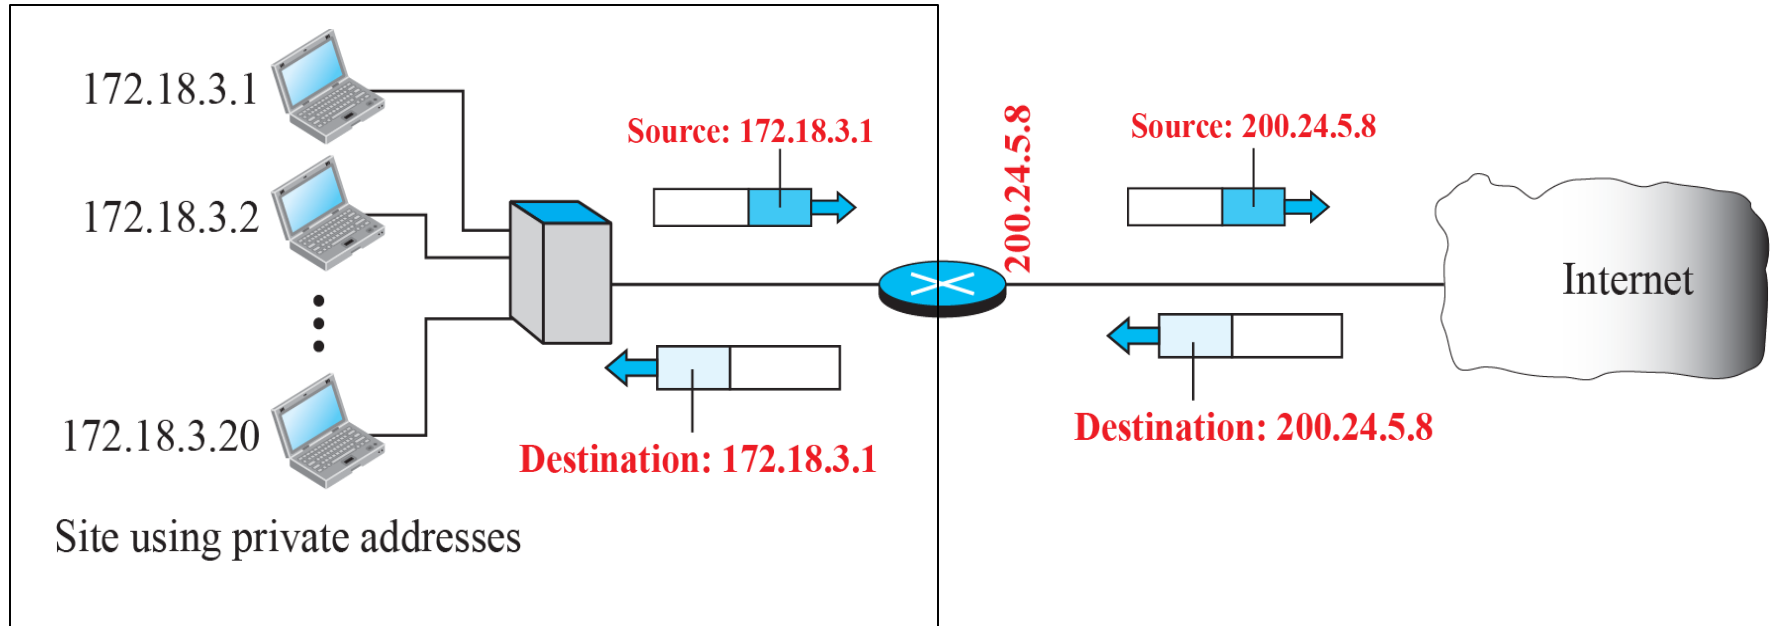 172.18.3.1
Source: 172.18.3.1
200.24.5.8
Source: 200.24.5.8
172.18.3.2
Internet
172.18.3.20
Destination: 172.18.3.1
Destination: 200.24.5.8
Site using private addresses